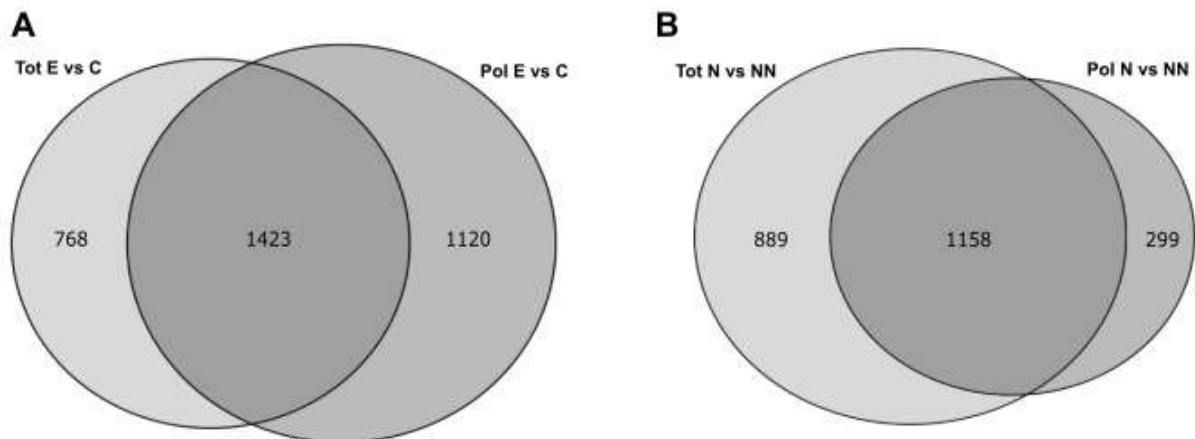 A
Tot E vs C
Pol E vs C
768
1423
1120
B
Tot N vs NN
Pol N vs NN
889
1158
299